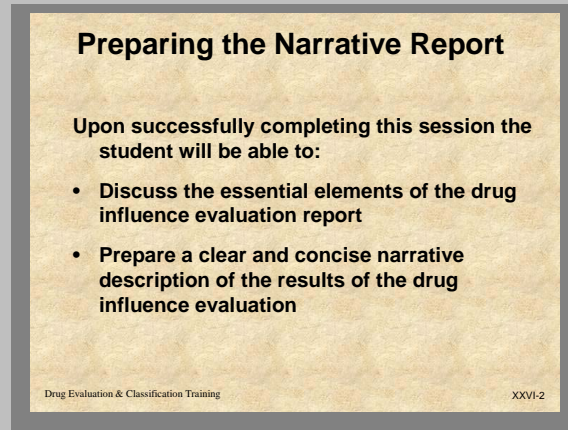 Preparing the Narrative Report
Upon successfully completing this session the
student will be able to:
• Discuss the essential elements of the drug
influence evaluation report
• Prepare a clear and concise narrative
description of the results of the drug
influence evaluation
Drug Evaluation & Classification Training
XXVI-2